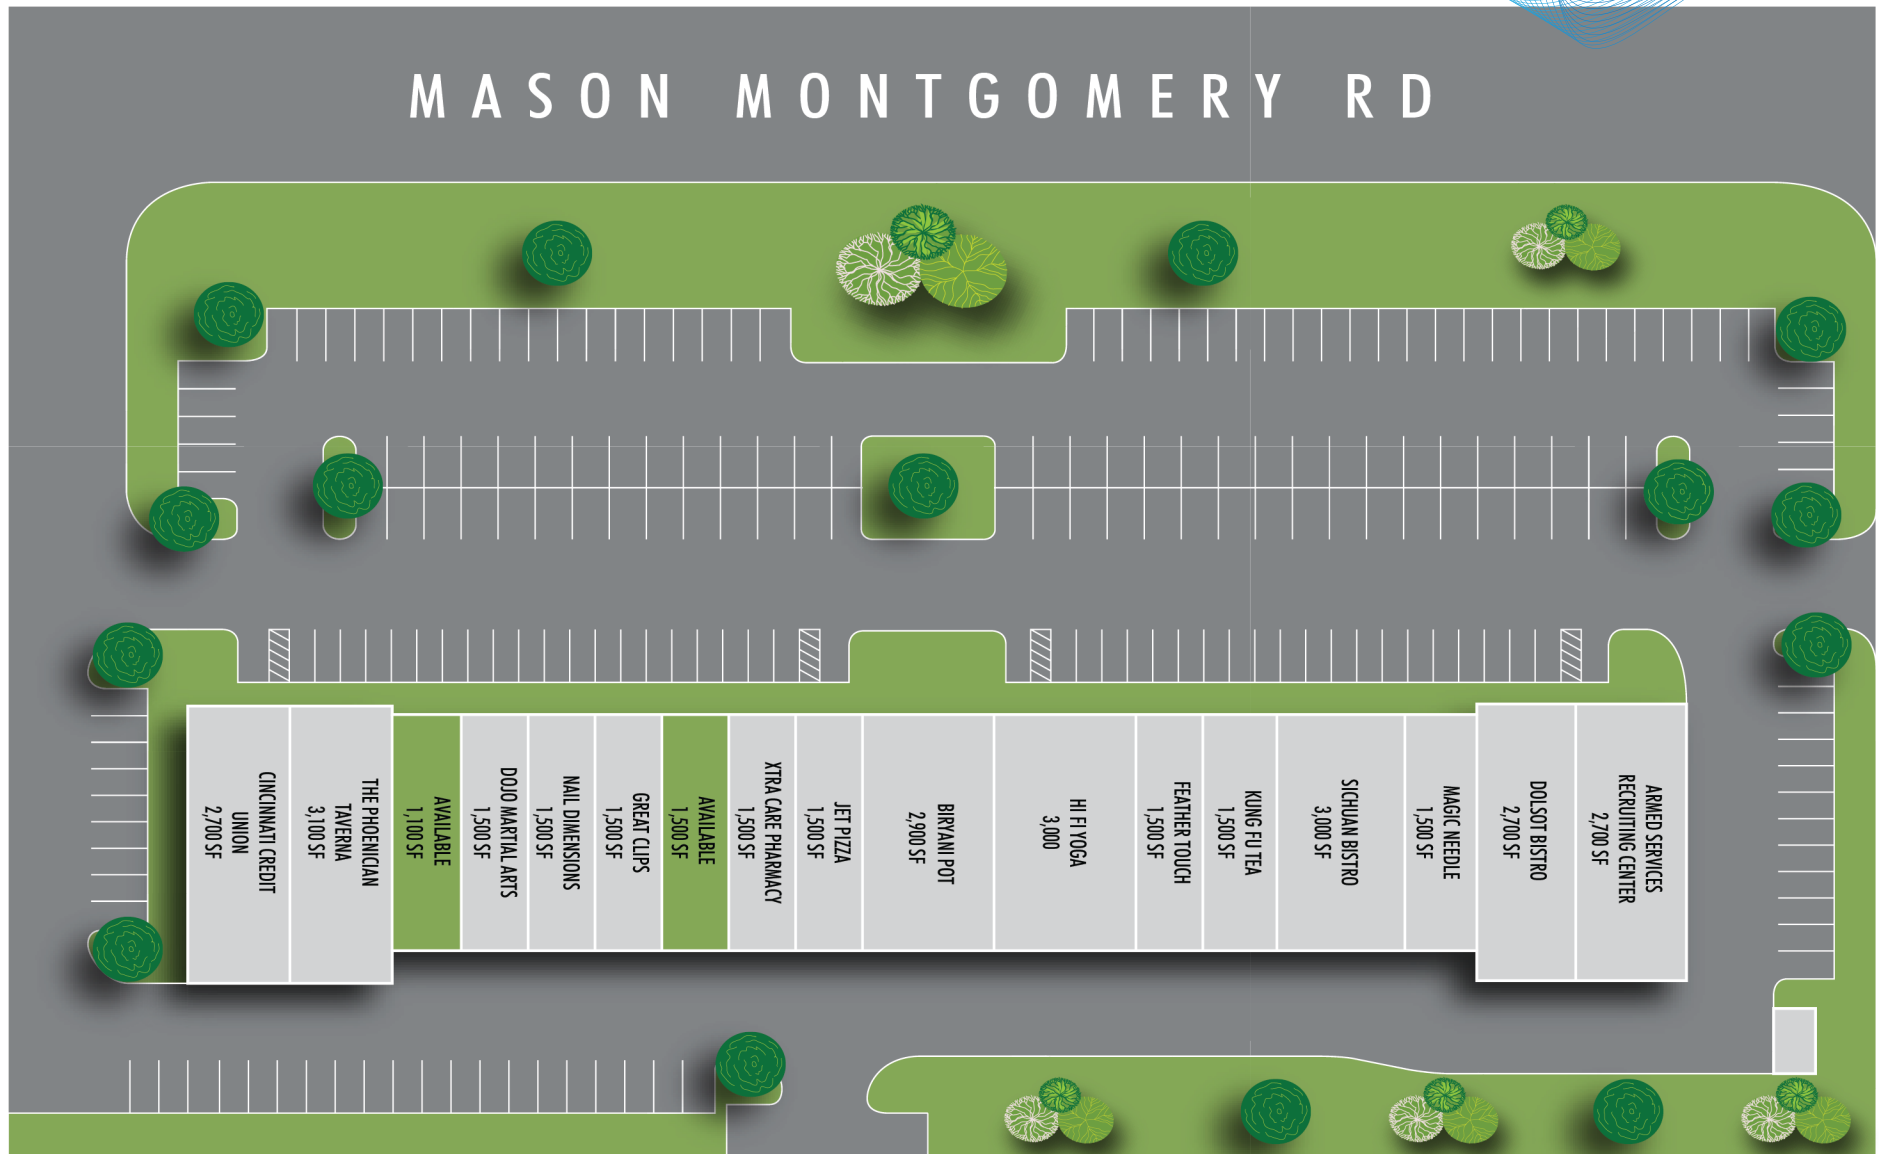 MASON MONTGOMERY RD
CINCINNATI CREDIT
UNION
2,700 SF
THE PHOENICIAN
TAVERNA
3,100 SF
AVAILABLE
1,100 SF
DOJO MARTIAL ARTS
1,500 SF
NAIL DIMENSIONS
1,500 SF
GREAT CLIPS
1,500 SF
AVAILABLE
1,500 SF
XTRA CARE PHARMACY
1,500 SF
JET PIZZA
1,500 SF
BIRYANI POT
2,900 SF
HI FI YOGA
3,000
FEATHER TOUCH
1,500 SF
KUNG FU TEA
1,500 SF
SICHUAN BISTRO
3,000 SF
MAGIC NEEDLE
1,500 SF
DOLSOT BISTRO
2,700 SF
ARMED SERVICES
RECRUITING CENTER
2,700 SF